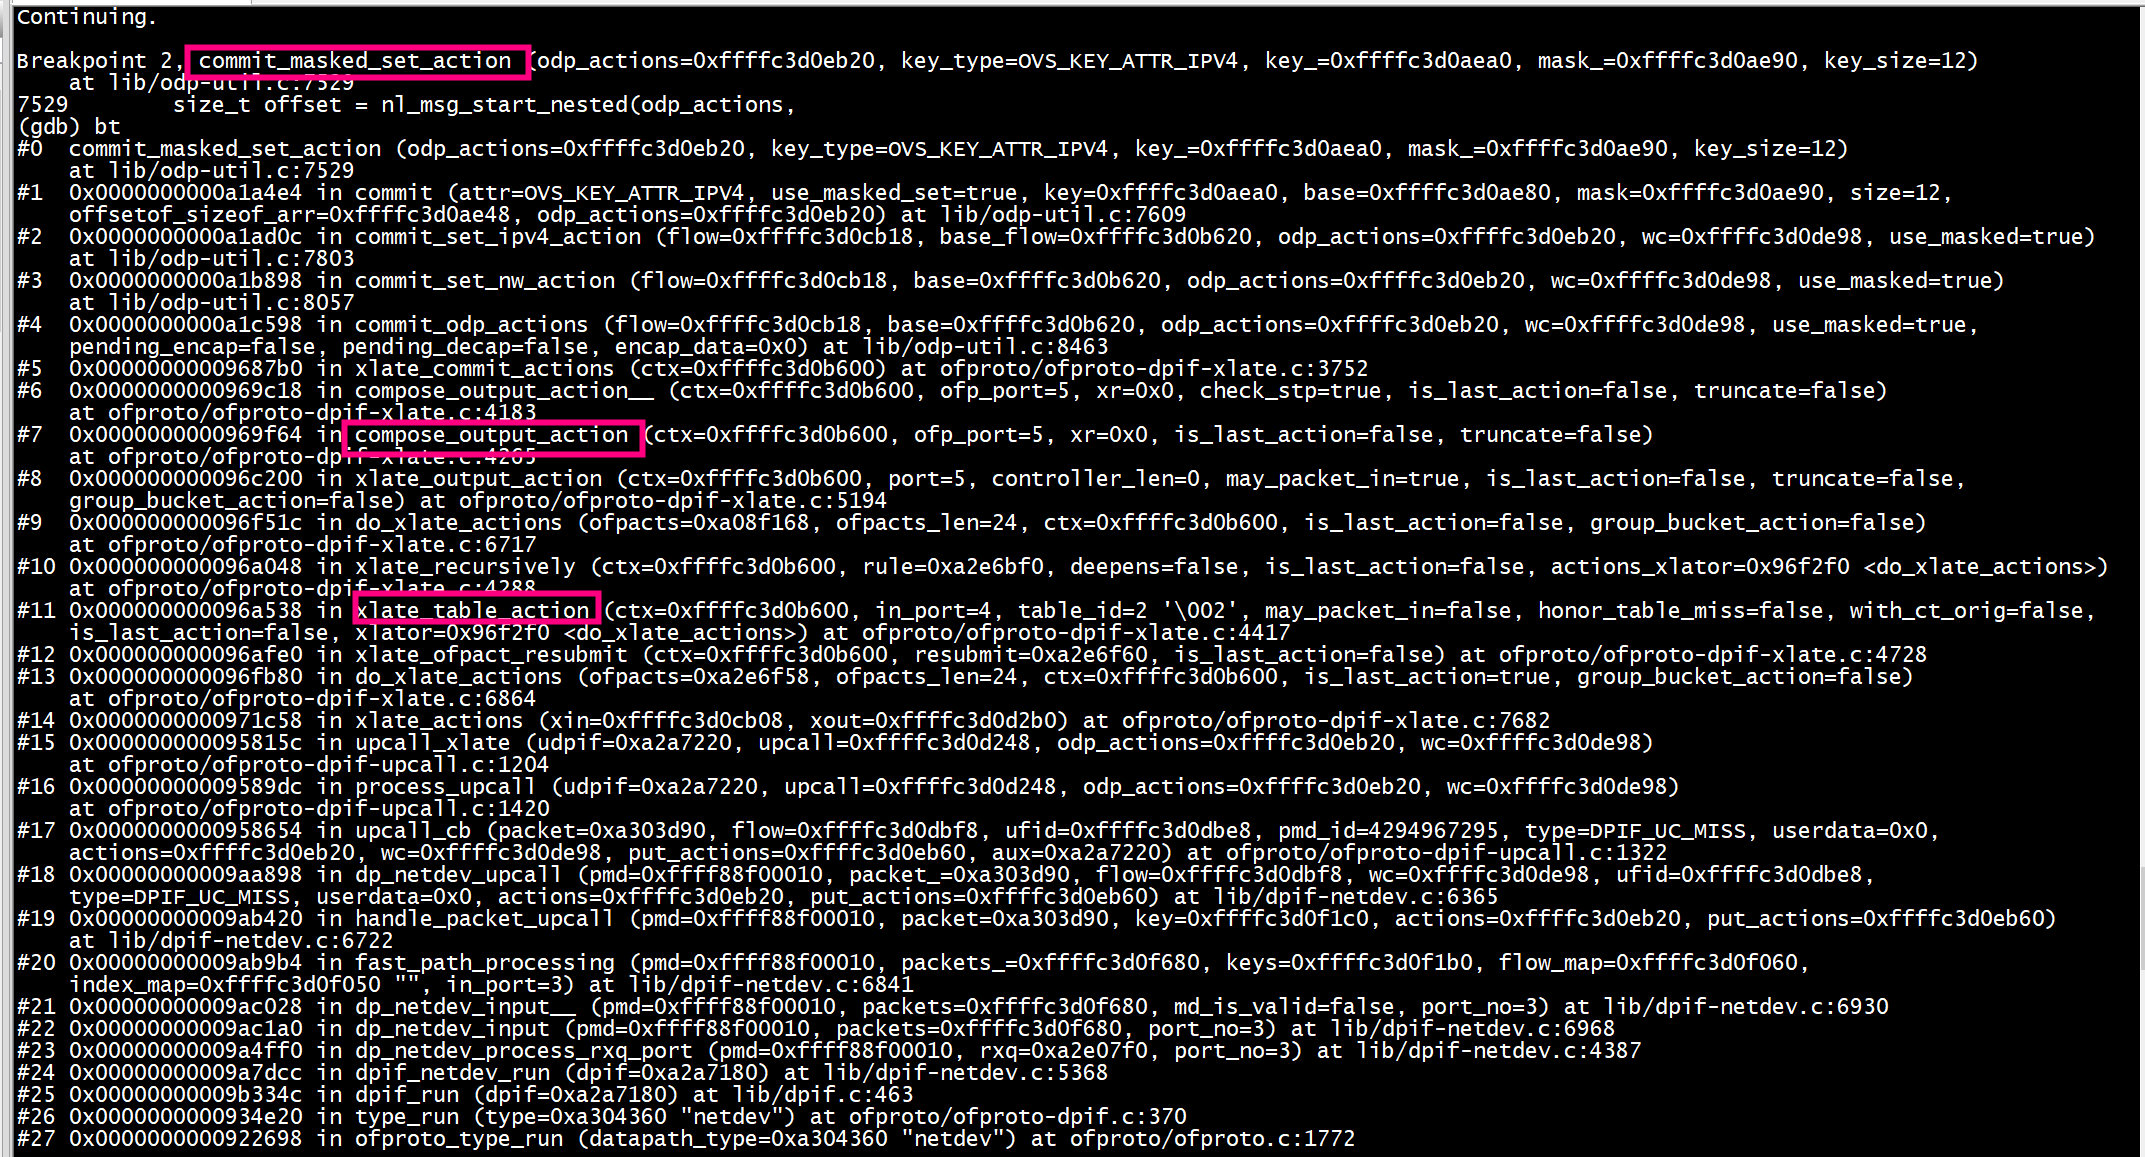 Continuing.
Breakpoint 2, commit_masked_set_action (odp_actions=0xffffc3d0eb20, key_type=OVS_KEY_ATTR_IPV4, key_=0xffffc3d0aea0, mask_=0xffffc3d0ae90, key_size=12)
at lib/odp-util.c:7529
7529        size_t offset = nl_msg_start_nested(odp_actions,
(gdb) bt
#0  commit_masked_set_action (odp_actions=0xffffc3d0eb20, key_type=OVS_KEY_ATTR_IPV4, key_=0xffffc3d0aea0, mask_=0xffffc3d0ae90, key_size=12)
at lib/odp-util.c:7529
#1  0x0000000000a1a4e4 in commit (attr=OVS_KEY_ATTR_IPV4, use_masked_set=true, key=0xffffc3d0aea0, base=0xffffc3d0ae80, mask=0xffffc3d0ae90, size=12,
offsetof_sizeof_arr=0xffffc3d0ae48, odp_actions=0xffffc3d0eb20) at lib/odp-util.c:7609
#2  0x0000000000a1ad0c in commit_set_ipv4_action (flow=0xffffc3d0cb18, base_flow=0xffffc3d0b620, odp_actions=0xffffc3d0eb20, wc=0xffffc3d0de98, use_masked=true)
at lib/odp-util.c:7803
#3  0x0000000000a1b898 in commit_set_nw_action (flow=0xffffc3d0cb18, base=0xffffc3d0b620, odp_actions=0xffffc3d0eb20, wc=0xffffc3d0de98, use_masked=true)
at lib/odp-util.c:8057
#4  0x0000000000a1c598 in commit_odp_actions (flow=0xffffc3d0cb18, base=0xffffc3d0b620, odp_actions=0xffffc3d0eb20, wc=0xffffc3d0de98, use_masked=true,
pending_encap=false, pending_decap=false, encap_data=0x0) at lib/odp-util.c:8463
#5  0x00000000009687b0 in xlate_commit_actions (ctx=0xffffc3d0b600) at ofproto/ofproto-dpif-xlate.c:3752
#6  0x0000000000969c18 in compose_output_action__ (ctx=0xffffc3d0b600, ofp_port=5, xr=0x0, check_stp=true, is_last_action=false, truncate=false)
at ofproto/ofproto-dpif-xlate.c:4183
#7  0x0000000000969f64 in compose_output_action (ctx=0xffffc3d0b600, ofp_port=5, xr=0x0, is_last_action=false, truncate=false)
at ofproto/ofproto-dpif-xlate.c:4265
#8  0x000000000096c200 in xlate_output_action (ctx=0xffffc3d0b600, port=5, controller_len=0, may_packet_in=true, is_last_action=false, truncate=false,
group_bucket_action=false) at ofproto/ofproto-dpif-xlate.c:5194
#9  0x000000000096f51c in do_xlate_actions (ofpacts=0xa08f168, ofpacts_len=24, ctx=0xffffc3d0b600, is_last_action=false, group_bucket_action=false)
at ofproto/ofproto-dpif-xlate.c:6717
#10 0x000000000096a048 in xlate_recursively (ctx=0xffffc3d0b600, rule=0xa2e6bf0, deepens=false, is_last_action=false, actions_xlator=0x96f2f0 <do_xlate_actions>)
at ofproto/ofproto-dpif-xlate.c:4288
#11 0x000000000096a538 in xlate_table_action (ctx=0xffffc3d0b600, in_port=4, table_id=2 '\002', may_packet_in=false, honor_table_miss=false, with_ct_orig=false,
is_last_action=false, xlator=0x96f2f0 <do_xlate_actions>) at ofproto/ofproto-dpif-xlate.c:4417
#12 0x000000000096afe0 in xlate_ofpact_resubmit (ctx=0xffffc3d0b600, resubmit=0xa2e6f60, is_last_action=false) at ofproto/ofproto-dpif-xlate.c:4728
#13 0x000000000096fb80 in do_xlate_actions (ofpacts=0xa2e6f58, ofpacts_len=24, ctx=0xffffc3d0b600, is_last_action=true, group_bucket_action=false)
at ofproto/ofproto-dpif-xlate.c:6864
#14 0x0000000000971c58 in xlate_actions (xin=0xffffc3d0cb08, xout=0xffffc3d0d2b0) at ofproto/ofproto-dpif-xlate.c:7682
#15 0x000000000095815c in upcall_xlate (udpif=0xa2a7220, upcall=0xffffc3d0d248, odp_actions=0xffffc3d0eb20, wc=0xffffc3d0de98)
at ofproto/ofproto-dpif-upcall.c:1204
#16 0x00000000009589dc in process_upcall (udpif=0xa2a7220, upcall=0xffffc3d0d248, odp_actions=0xffffc3d0eb20, wc=0xffffc3d0de98)
at ofproto/ofproto-dpif-upcall.c:1420
#17 0x0000000000958654 in upcall_cb (packet=0xa303d90, flow=0xffffc3d0dbf8, ufid=0xffffc3d0dbe8, pmd_id=4294967295, type=DPIF_UC_MISS, userdata=0x0,
actions=0xffffc3d0eb20, wc=0xffffc3d0de98, put_actions=0xffffc3d0eb60, aux=0xa2a7220) at ofproto/ofproto-dpif-upcall.c:1322
#18 0x00000000009aa898 in dp_netdev_upcall (pmd=0xffff88f00010, packet_=0xa303d90, flow=0xffffc3d0dbf8, wc=0xffffc3d0de98, ufid=0xffffc3d0dbe8,
type=DPIF_UC_MISS, userdata=0x0, actions=0xffffc3d0eb20, put_actions=0xffffc3d0eb60) at lib/dpif-netdev.c:6365
#19 0x00000000009ab420 in handle_packet_upcall (pmd=0xffff88f00010, packet=0xa303d90, key=0xffffc3d0f1c0, actions=0xffffc3d0eb20, put_actions=0xffffc3d0eb60)
at lib/dpif-netdev.c:6722
#20 0x00000000009ab9b4 in fast_path_processing (pmd=0xffff88f00010, packets_=0xffffc3d0f680, keys=0xffffc3d0f1b0, flow_map=0xffffc3d0f060,
index_map=0xffffc3d0f050 "", in_port=3) at lib/dpif-netdev.c:6841
#21 0x00000000009ac028 in dp_netdev_input__ (pmd=0xffff88f00010, packets=0xffffc3d0f680, md_is_valid=false, port_no=3) at lib/dpif-netdev.c:6930
#22 0x00000000009ac1a0 in dp_netdev_input (pmd=0xffff88f00010, packets=0xffffc3d0f680, port_no=3) at lib/dpif-netdev.c:6968
#23 0x00000000009a4ff0 in dp_netdev_process_rxq_port (pmd=0xffff88f00010, rxq=0xa2e07f0, port_no=3) at lib/dpif-netdev.c:4387
#24 0x00000000009a7dcc in dpif_netdev_run (dpif=0xa2a7180) at lib/dpif-netdev.c:5368
#25 0x00000000009b334c in dpif_run (dpif=0xa2a7180) at lib/dpif.c:463
#26 0x0000000000934e20 in type_run (type=0xa304360 "netdev") at ofproto/ofproto-dpif.c:370
#27 0x0000000000922698 in ofproto_type_run (datapath_type=0xa304360 "netdev") at ofproto/ofproto.c:1772